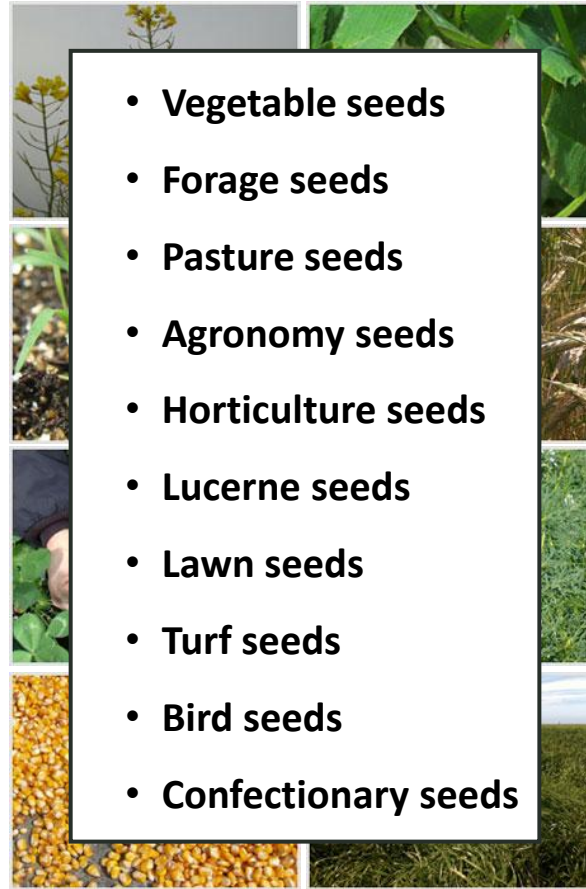 • Vegetable seeds
• Forage seeds
• Pasture seeds
• Agronomy seeds
• Horticulture seeds
• Lucerne seeds
• Lawn seeds
• Turf seeds
• Bird seeds
• Confectionary seeds